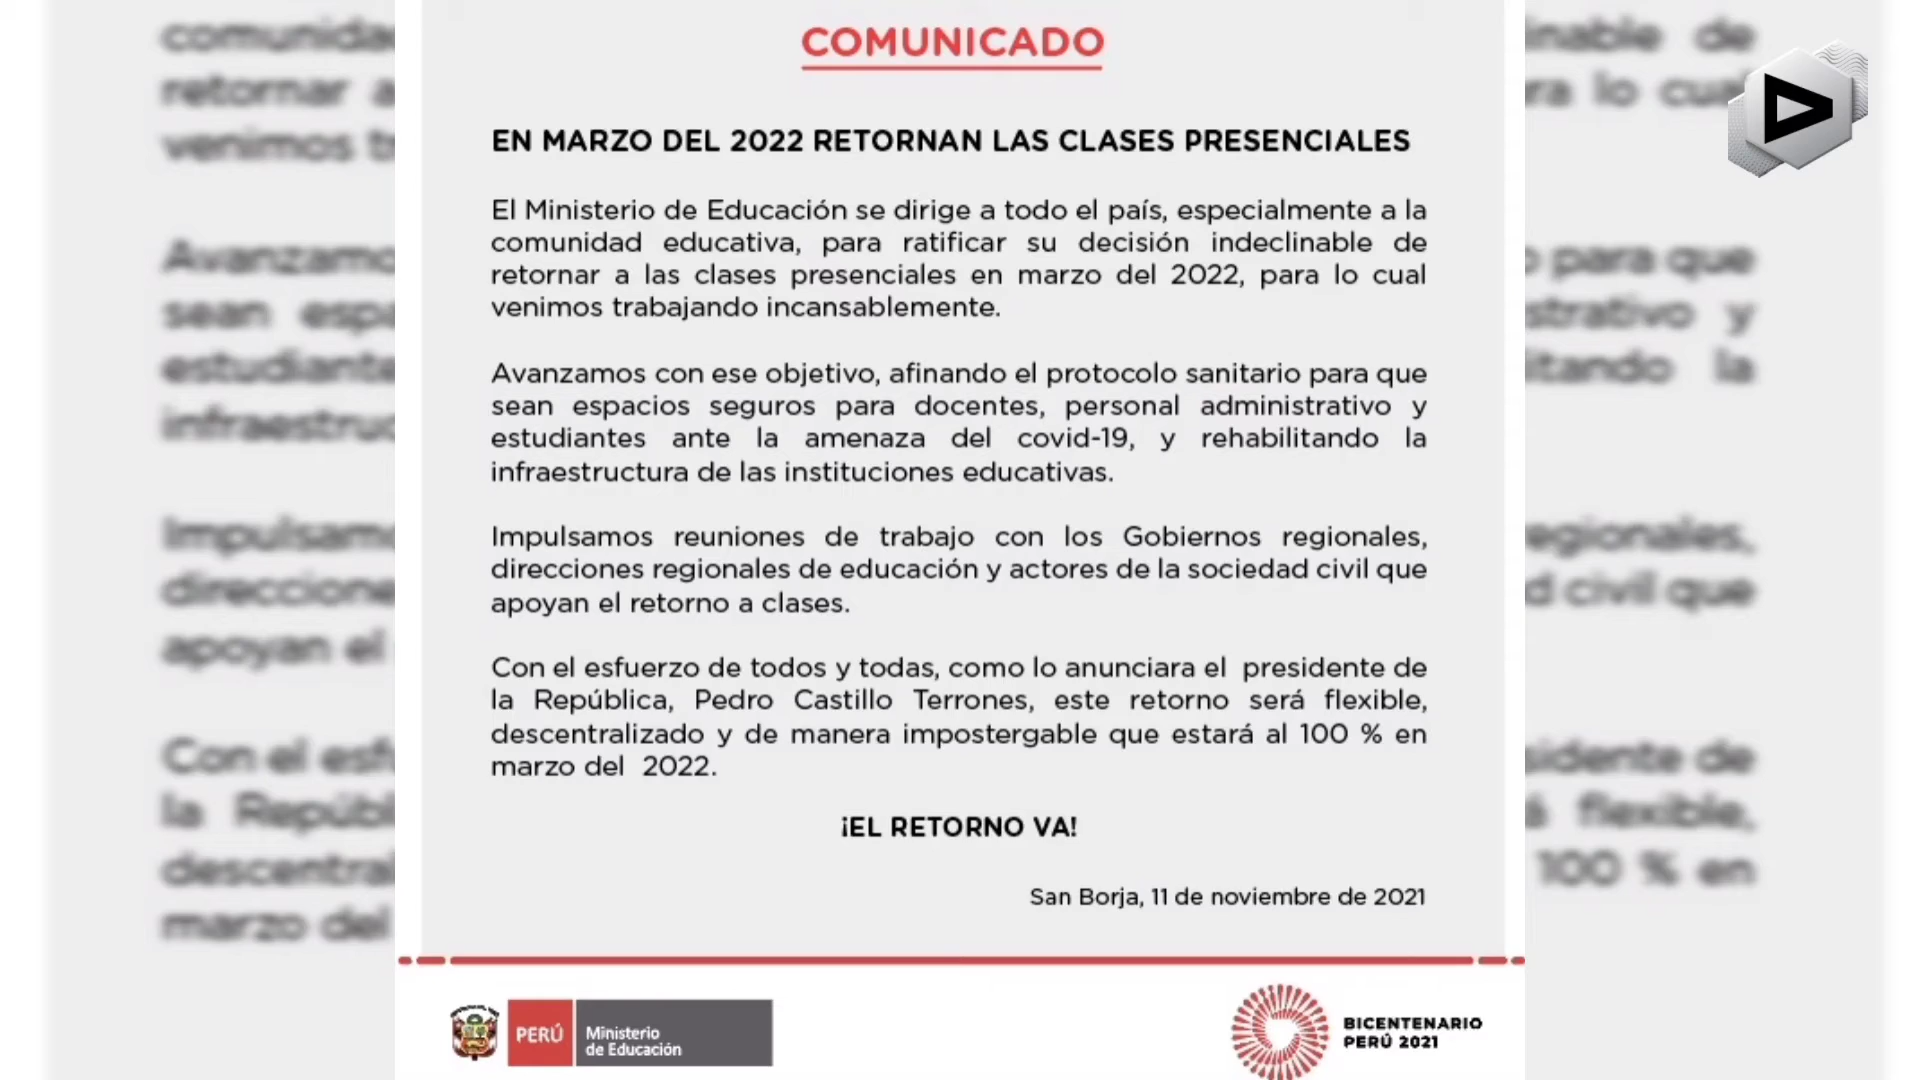 COMUNICADO
EN MARZO DEL 2022 RETORNAN LAS CLASES PRESENCIALES
El Ministerio de Educación se dirige a todo el país, especialmente a la
comunidad educativa, para ratificar su decisión indeclinable de
retornar a las clases presenciales en marzo del 2022, para lo cual
venimos trabajando incansablemente.
Avanzamos con ese objetivo, afinando el protocolo sanitario para que
sean espacios seguros para docentes, personal administrativo y
estudiantes ante la amenaza del covid-19, y rehabilitando la
infraestructura de las instituciones educativas.
Impulsamos reuniones de trabajo con los Gobiernos regionales,
direcciones regionales de educación y actores de la sociedad civil que
apoyan el retorno a clases.
Con el esfuerzo de todos y todas, como lo anunciara el presidente de
la República, Pedro Castillo Terrones, este retorno será flexible,
descentralizado y de manera impostergable que estará al 100 % en
marzo del 2022.
¡EL RETORNO VA!
San Borja, 11 de noviembre de 2021
PERÚ
Ministerio
de Educación
BICENTENARIO
PERÚ 2021